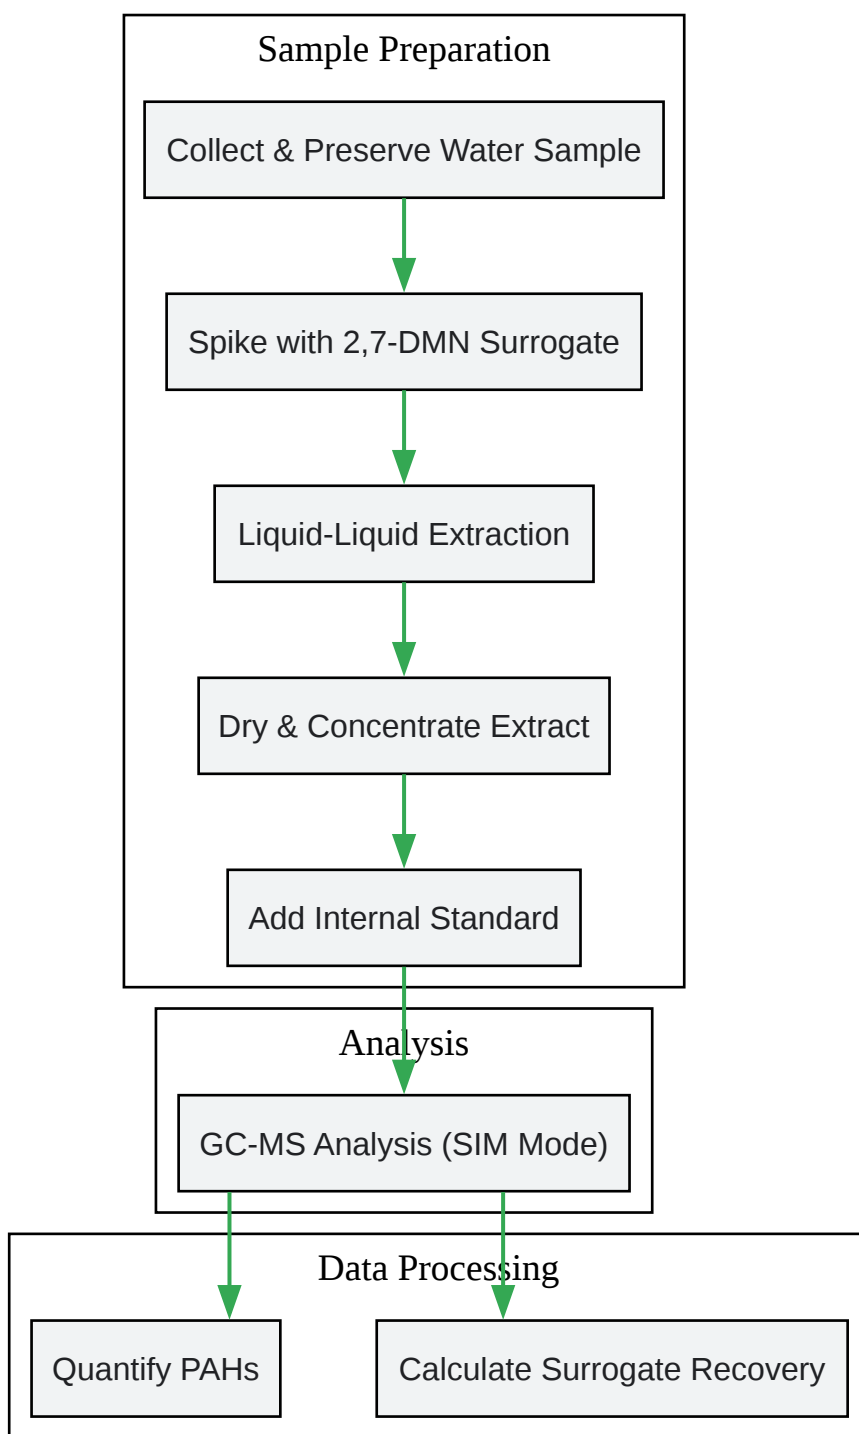 Sample Preparation
Collect & Preserve Water Sample
Spike with 2,7-DMN Surrogate
Liquid-Liquid Extraction
Dry & Concentrate Extract
Add Internal Standard
Analysis
GC-MS Analysis (SIM Mode)
Data Processing
Quantify PAHs
Calculate Surrogate Recovery